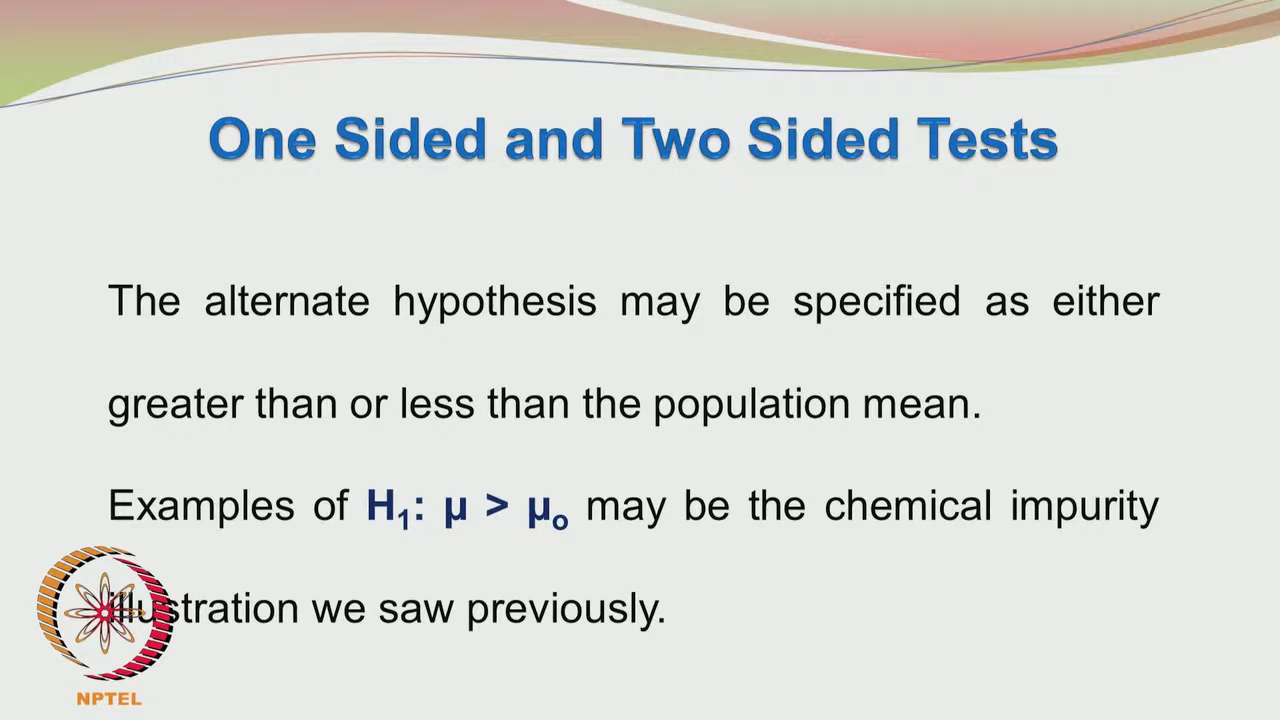 One Sided and Two Sided Tests
The alternate hypothesis may be specified as either
greater than or less than the population mean.
Examples of H₁: μ > μₒ may be the chemical impurity
illustration we saw previously.
NPTEL